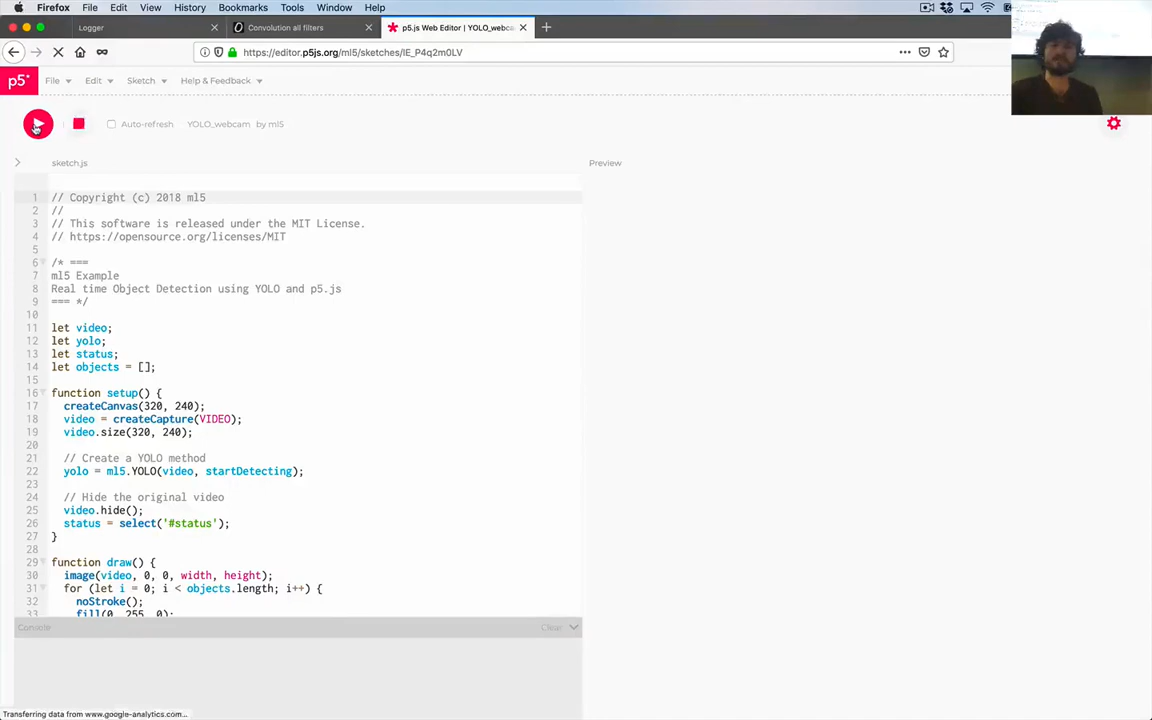 Firefox File Edit View History Bookmarks Tools Window Help
Logger
Convolution all filters
p5.js Web Editor | YOLO_webca
https://editor.p5js.org/ml5/sketches/IE_P4q2m0LV
p5* File Edit Sketch Help & Feedback
Auto-refresh YOLO_webcam by ml5
sketch.js
Preview
1 // Copyright (c) 2018 ml5
2 //
3 // This software is released under the MIT License.
4 // https://opensource.org/licenses/MIT
5
6 /* ===
7 ml5 Example
8 Real time Object Detection using YOLO and p5.js
9 === */
10
11 let video;
12 let yolo;
13 let status;
14 let objects = [];
15
16 function setup() {
17 createCanvas(320, 240);
18 video = createCapture(VIDEO);
19 video.size(320, 240);
20
21 // Create a YOLO method
22 yolo = ml5.YOLO(video, startDetecting);
23
24 // Hide the original video
25 video.hide();
26 status = select('#status');
27 }
28
29 function draw() {
30 image(video, 0, 0, width, height);
31 for (let i = 0; i < objects.length; i++) {
32 noStroke();
33 fill(0, 255, 0);
Console
Clear
Transferring data from www.google-analytics.com...